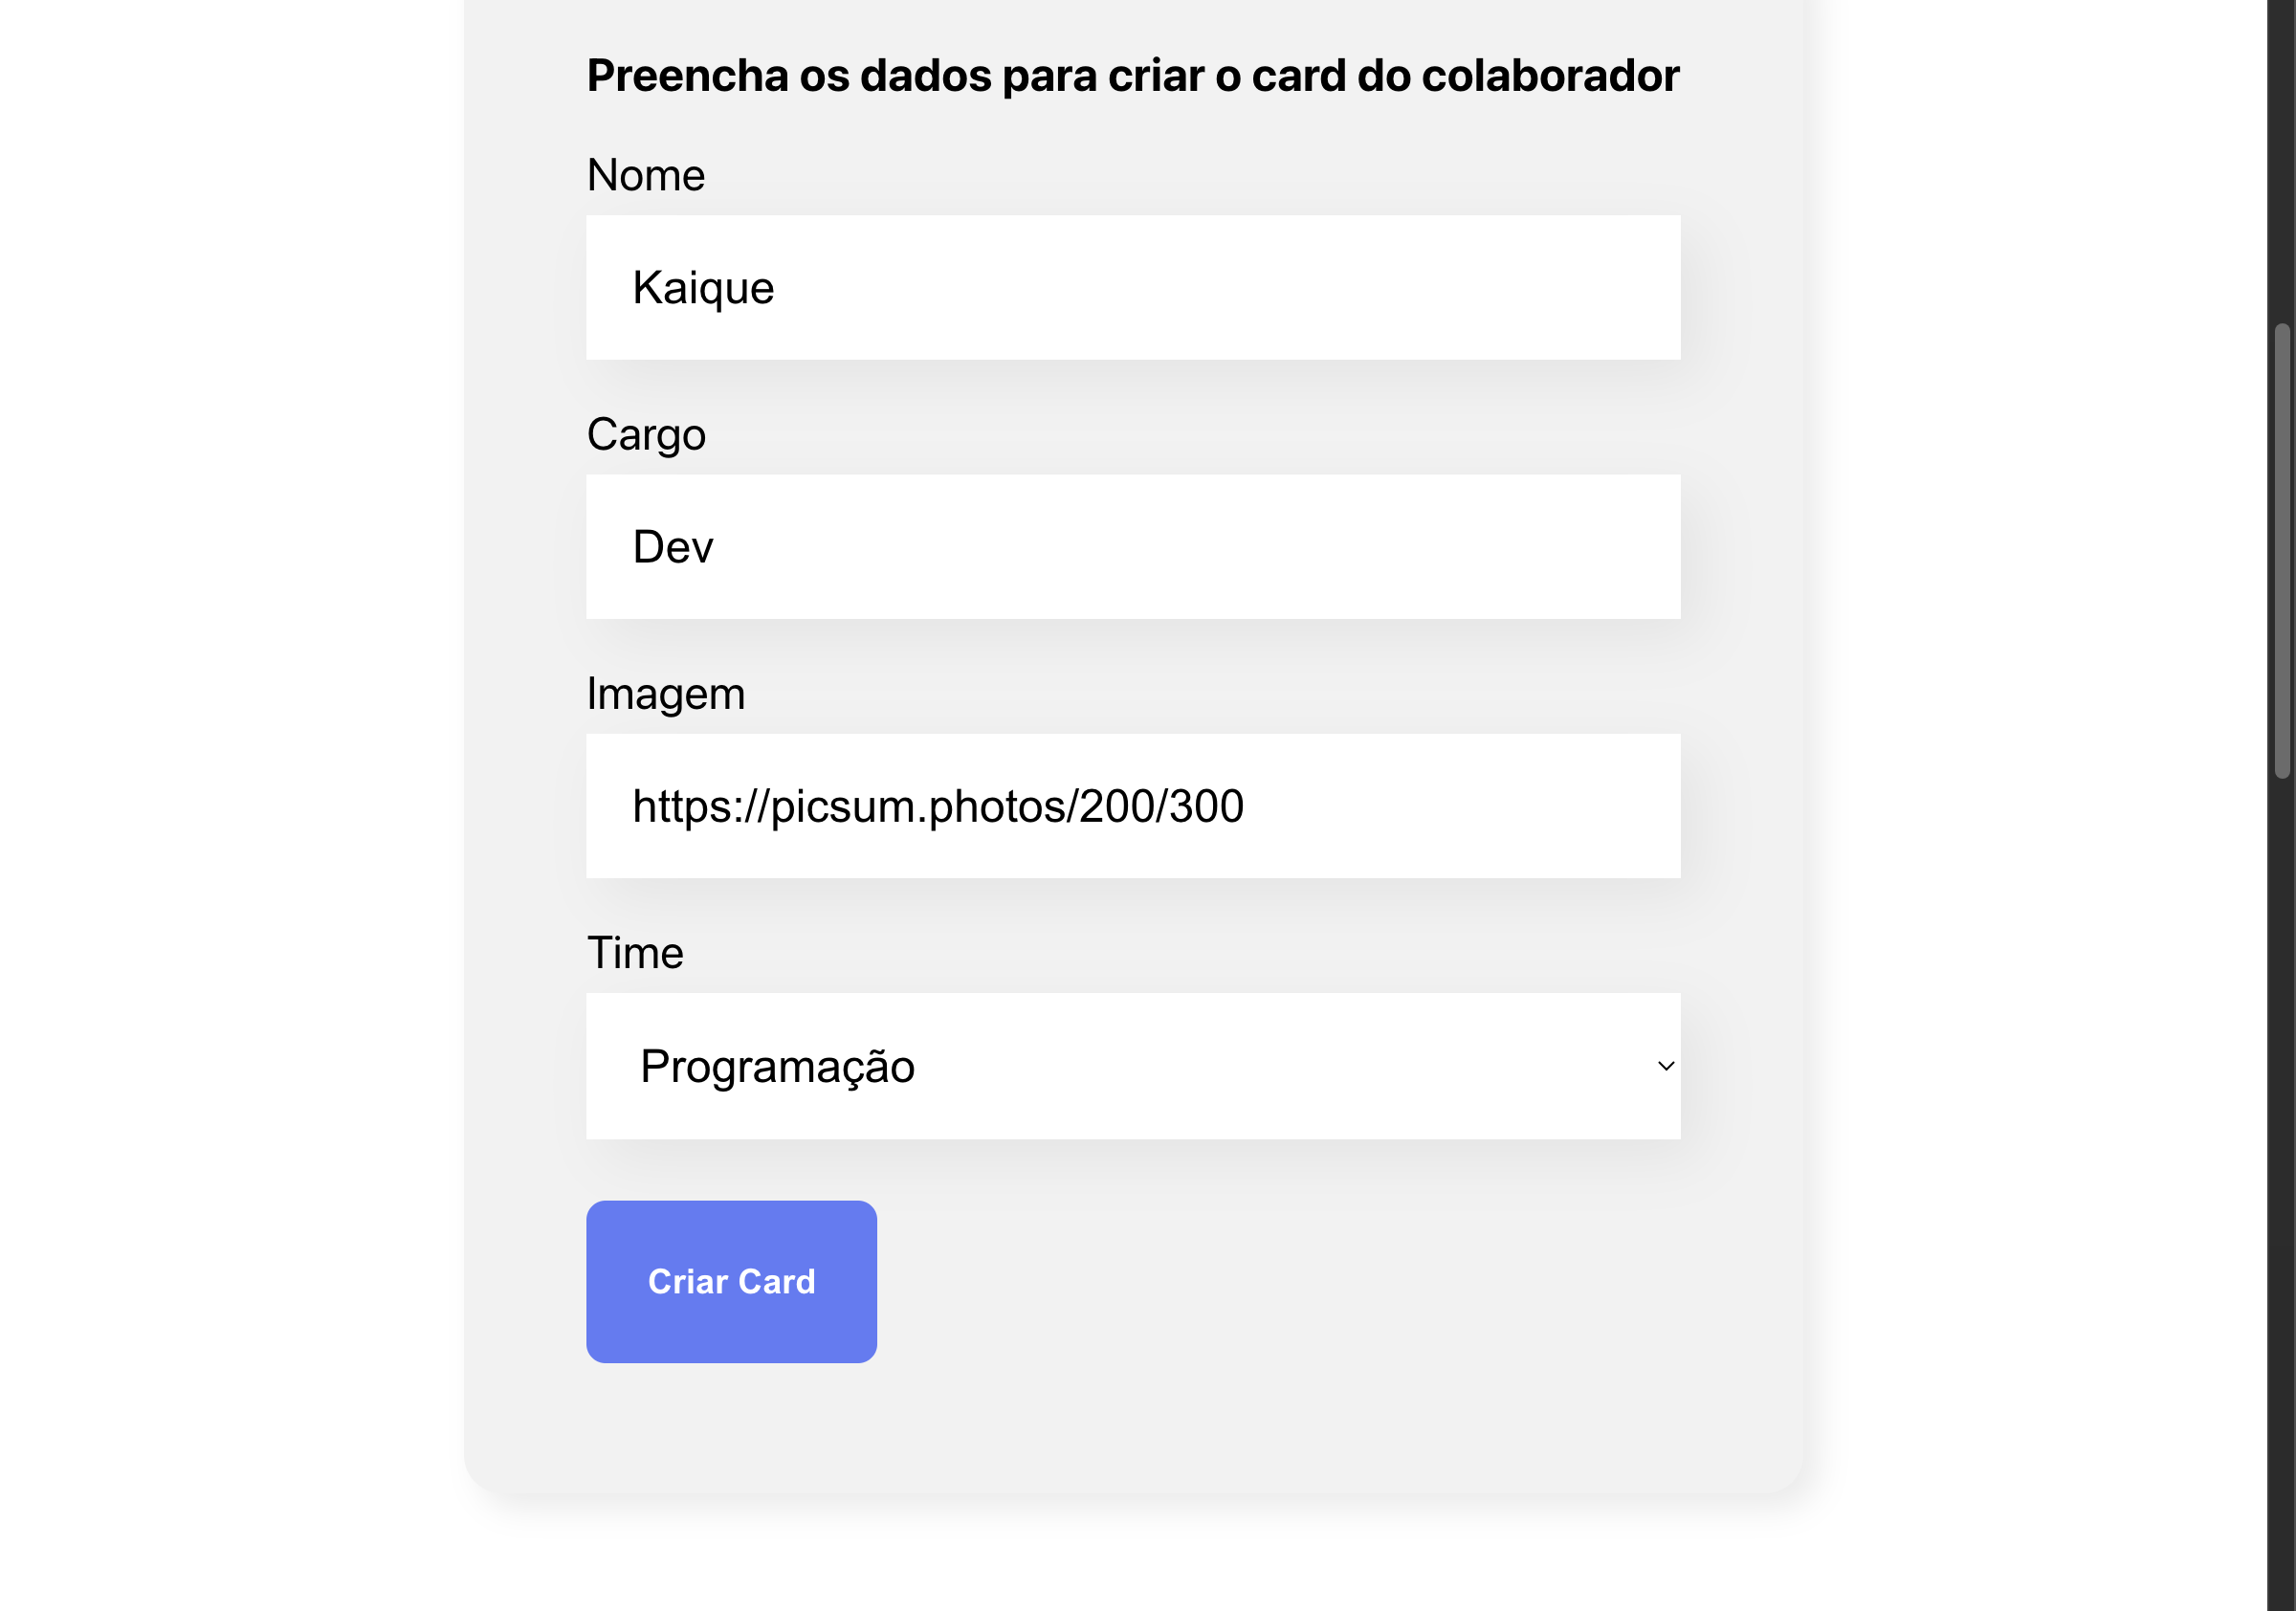 Preencha os dados para criar o card do colaborador
Nome
Kaique
Cargo
Dev
Imagem
https://picsum.photos/200/300
Time
Programação
Criar Card